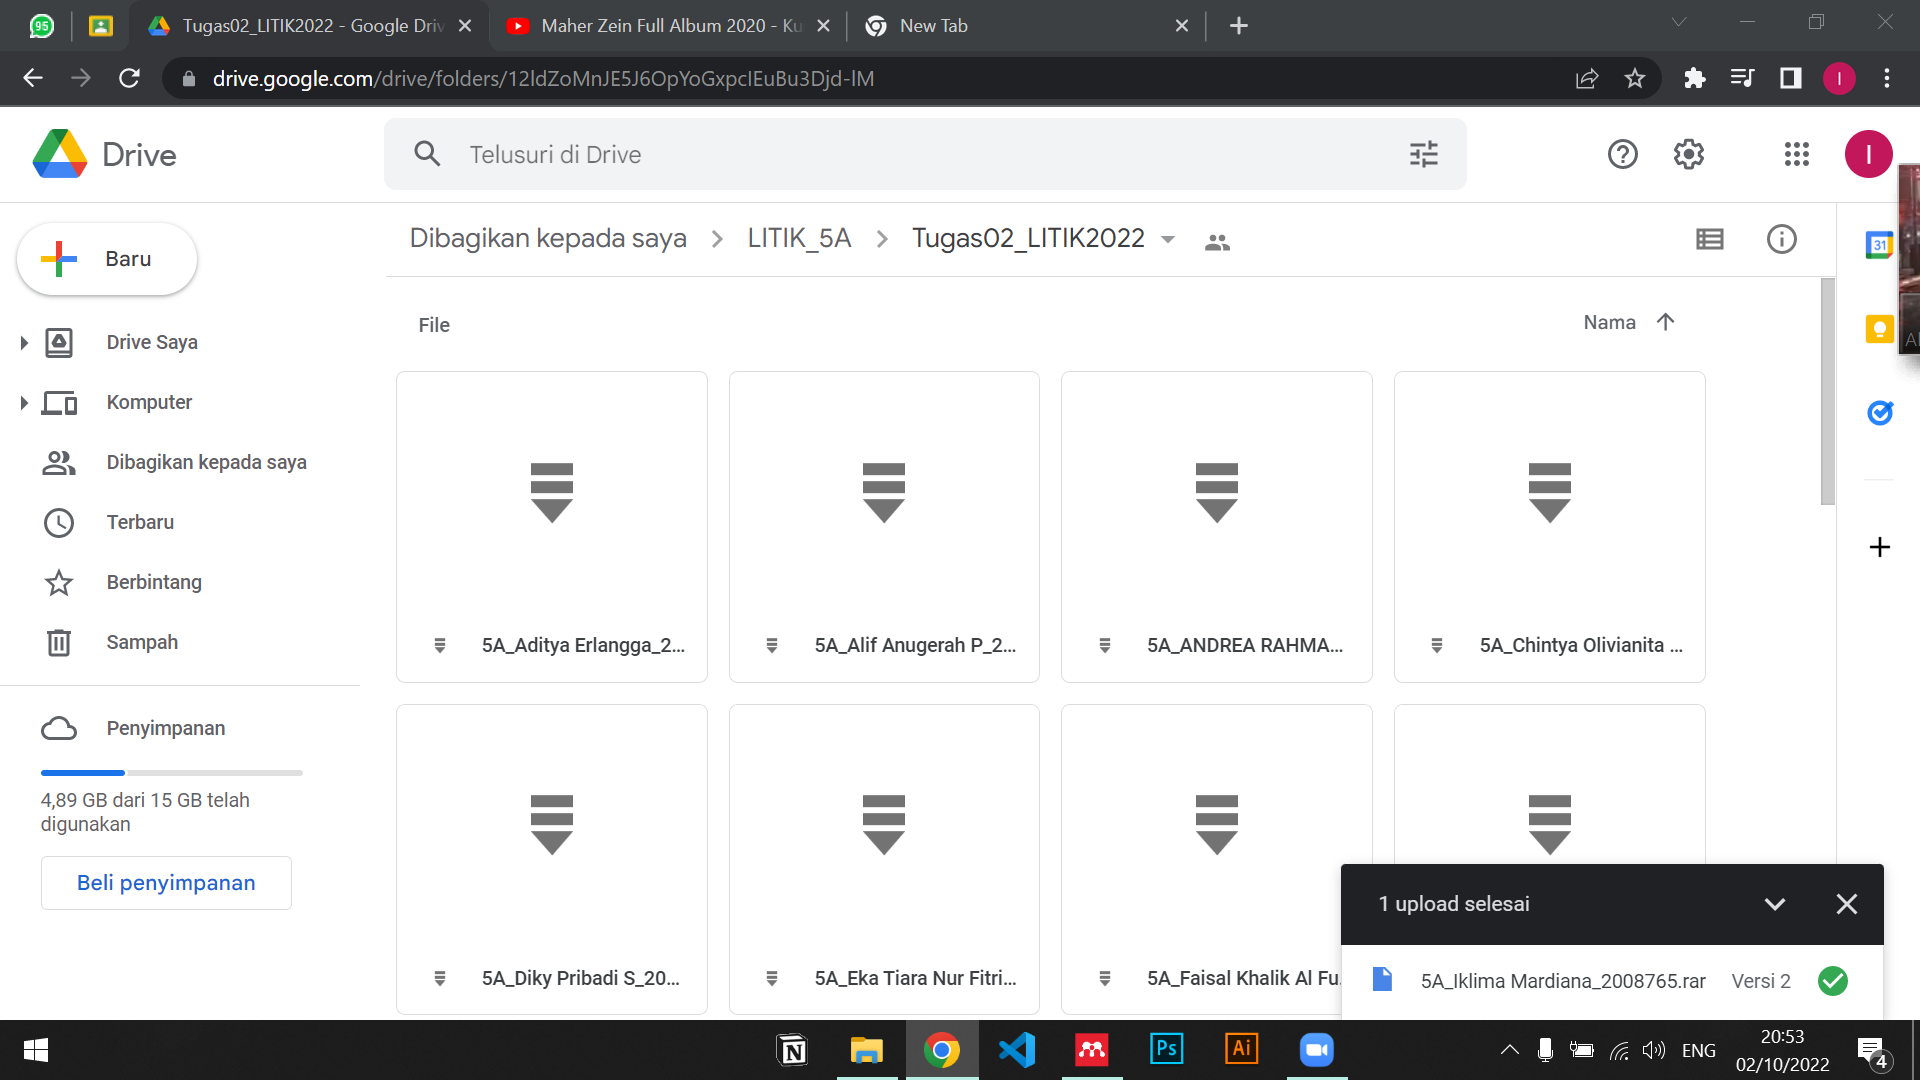 95
Tugas02_LITIK2022 - Google Driv
Maher Zein Full Album 2020 - Ku
New Tab
drive.google.com/drive/folders/12ldZoMnJE5J6OpYoGxpcIEuBu3Djd-lM
I
Drive
Telusuri di Drive
I
Baru
Dibagikan kepada saya
LITIK_5A
Tugas02_LITIK2022
31
File
Nama
Drive Saya
Komputer
Dibagikan kepada saya
Terbaru
Berbintang
Sampah
Penyimpanan
4,89 GB dari 15 GB telah
digunakan
Beli penyimpanan
5A_Aditya Erlangga_2...
5A_Alif Anugerah P_2...
5A_ANDREA RAHMA...
5A_Chintya Olivianita ...
5A_Diky Pribadi S_20...
5A_Eka Tiara Nur Fitri...
5A_Faisal Khalik Al Fu
1 upload selesai
5A_Iklima Mardiana_2008765.rar
Versi 2
N
Ps
Ai
ENG
20:53
02/10/2022
4